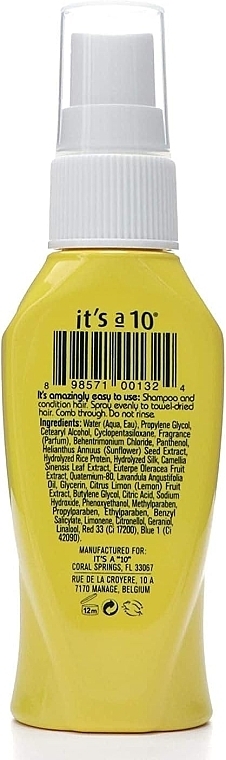 it's a 10®
8 98571 00132 4
It's amazingly easy to use: Shampoo and
condition hair. Spray evenly to towel-dried
hair. Comb through. Do not rinse.
Ingredients: Water (Aqua, Eau), Propylene Glycol,
Cetearyl Alcohol, Cyclopentasiloxane, Fragrance
(Parfum), Behentrimonium Chloride, Panthenol,
Helianthus Annuus (Sunflower) Seed Extract,
Hydrolyzed Rice Protein, Hydrolyzed Silk, Camellia
Sinensis Leaf Extract, Euterpe Oleracea Fruit
Extract, Quaternium-80, Lavandula Angustifolia
Oil, Glycerin, Citrus Limon (Lemon) Fruit
Extract, Butylene Glycol, Citric Acid, Sodium
Hydroxide, Phenoxyethanol, Methylparaben,
Propylparaben, Ethylparaben, Benzyl
Salicylate, Limonene, Citronellol, Geraniol,
Linalool, Red 33 (Ci 17200), Blue 1 (Ci
42090).
MANUFACTURED FOR:
IT'S A "10"
CORAL SPRINGS, FL 33067
12m
RUE DE LA CROYERE, 10 A
7170 MANAGE, BELGIUM